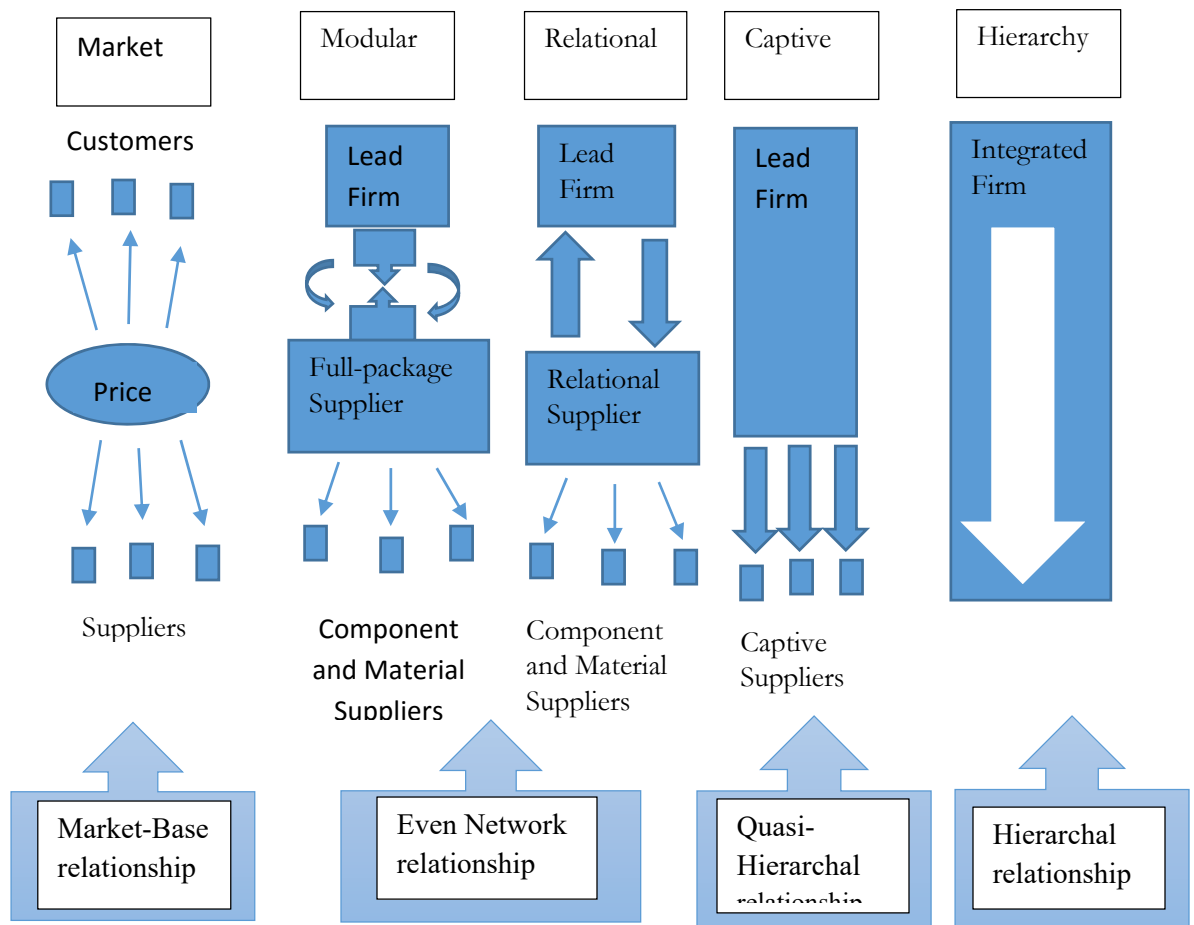 Market
Modular
Relational
Captive
Hierarchy
Customers
Lead
Firm
Lead
Firm
Lead
Firm
Integrated
Firm
Price
Full-package
Supplier
Relational
Supplier
Suppliers
Component
and Material
Suppliers
Component
and Material
Suppliers
Captive
Suppliers
Market-Base
relationship
Even Network
relationship
Quasi-
Hierarchal
relationship
Hierarchal
relationship